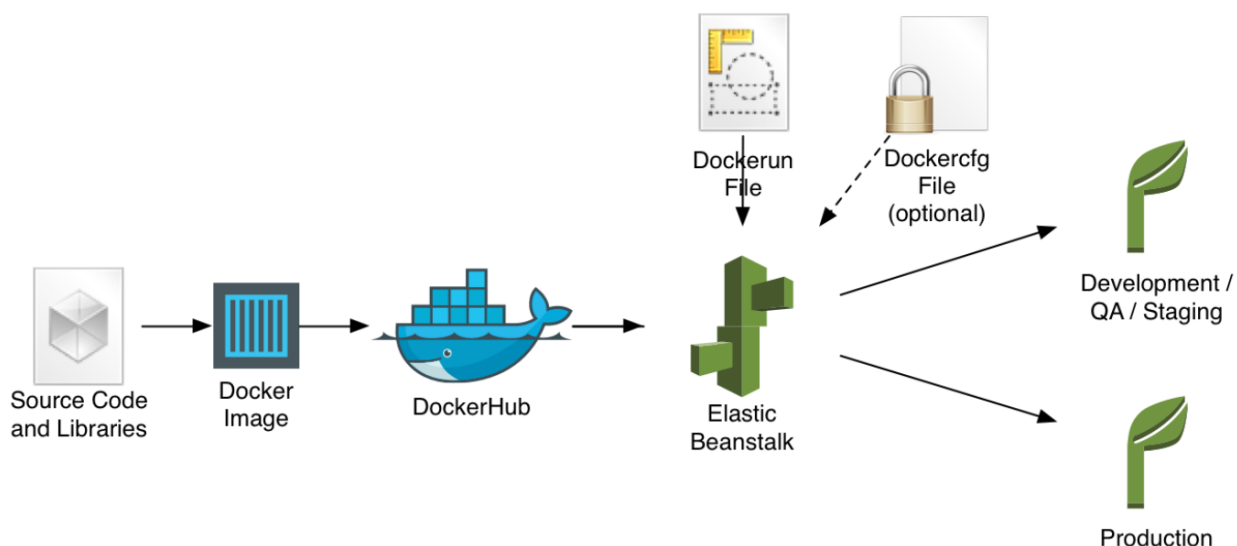 Dockerun
File
Dockercfg
File
(optional)
Source Code
and Libraries
Docker
Image
DockerHub
Elastic
Beanstalk
Development /
QA / Staging
Production